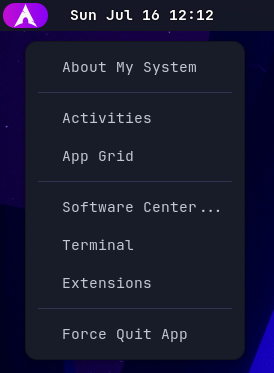 Sun Jul 16 12:12
About My System
Activities
App Grid
Software Center...
Terminal
Extensions
Force Quit App